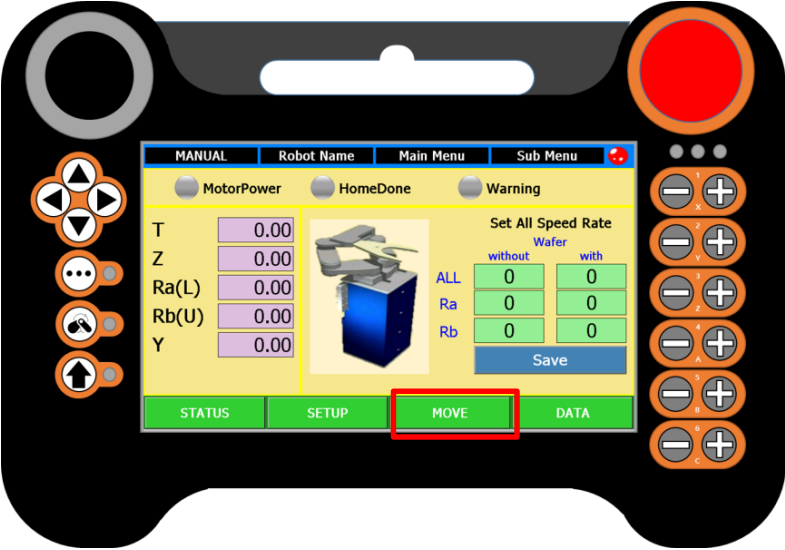 MANUAL Robot Name Main Menu Sub Menu
MotorPower HomeDone Warning
T 0.00
Z 0.00
Ra(L) 0.00
Rb(U) 0.00
Y 0.00
Set All Speed Rate
Wafer
without with
ALL 0 0
Ra 0 0
Rb 0 0
Save
STATUS SETUP MOVE DATA
1
X
2
Y
3
Z
4
A
5
B
6
C